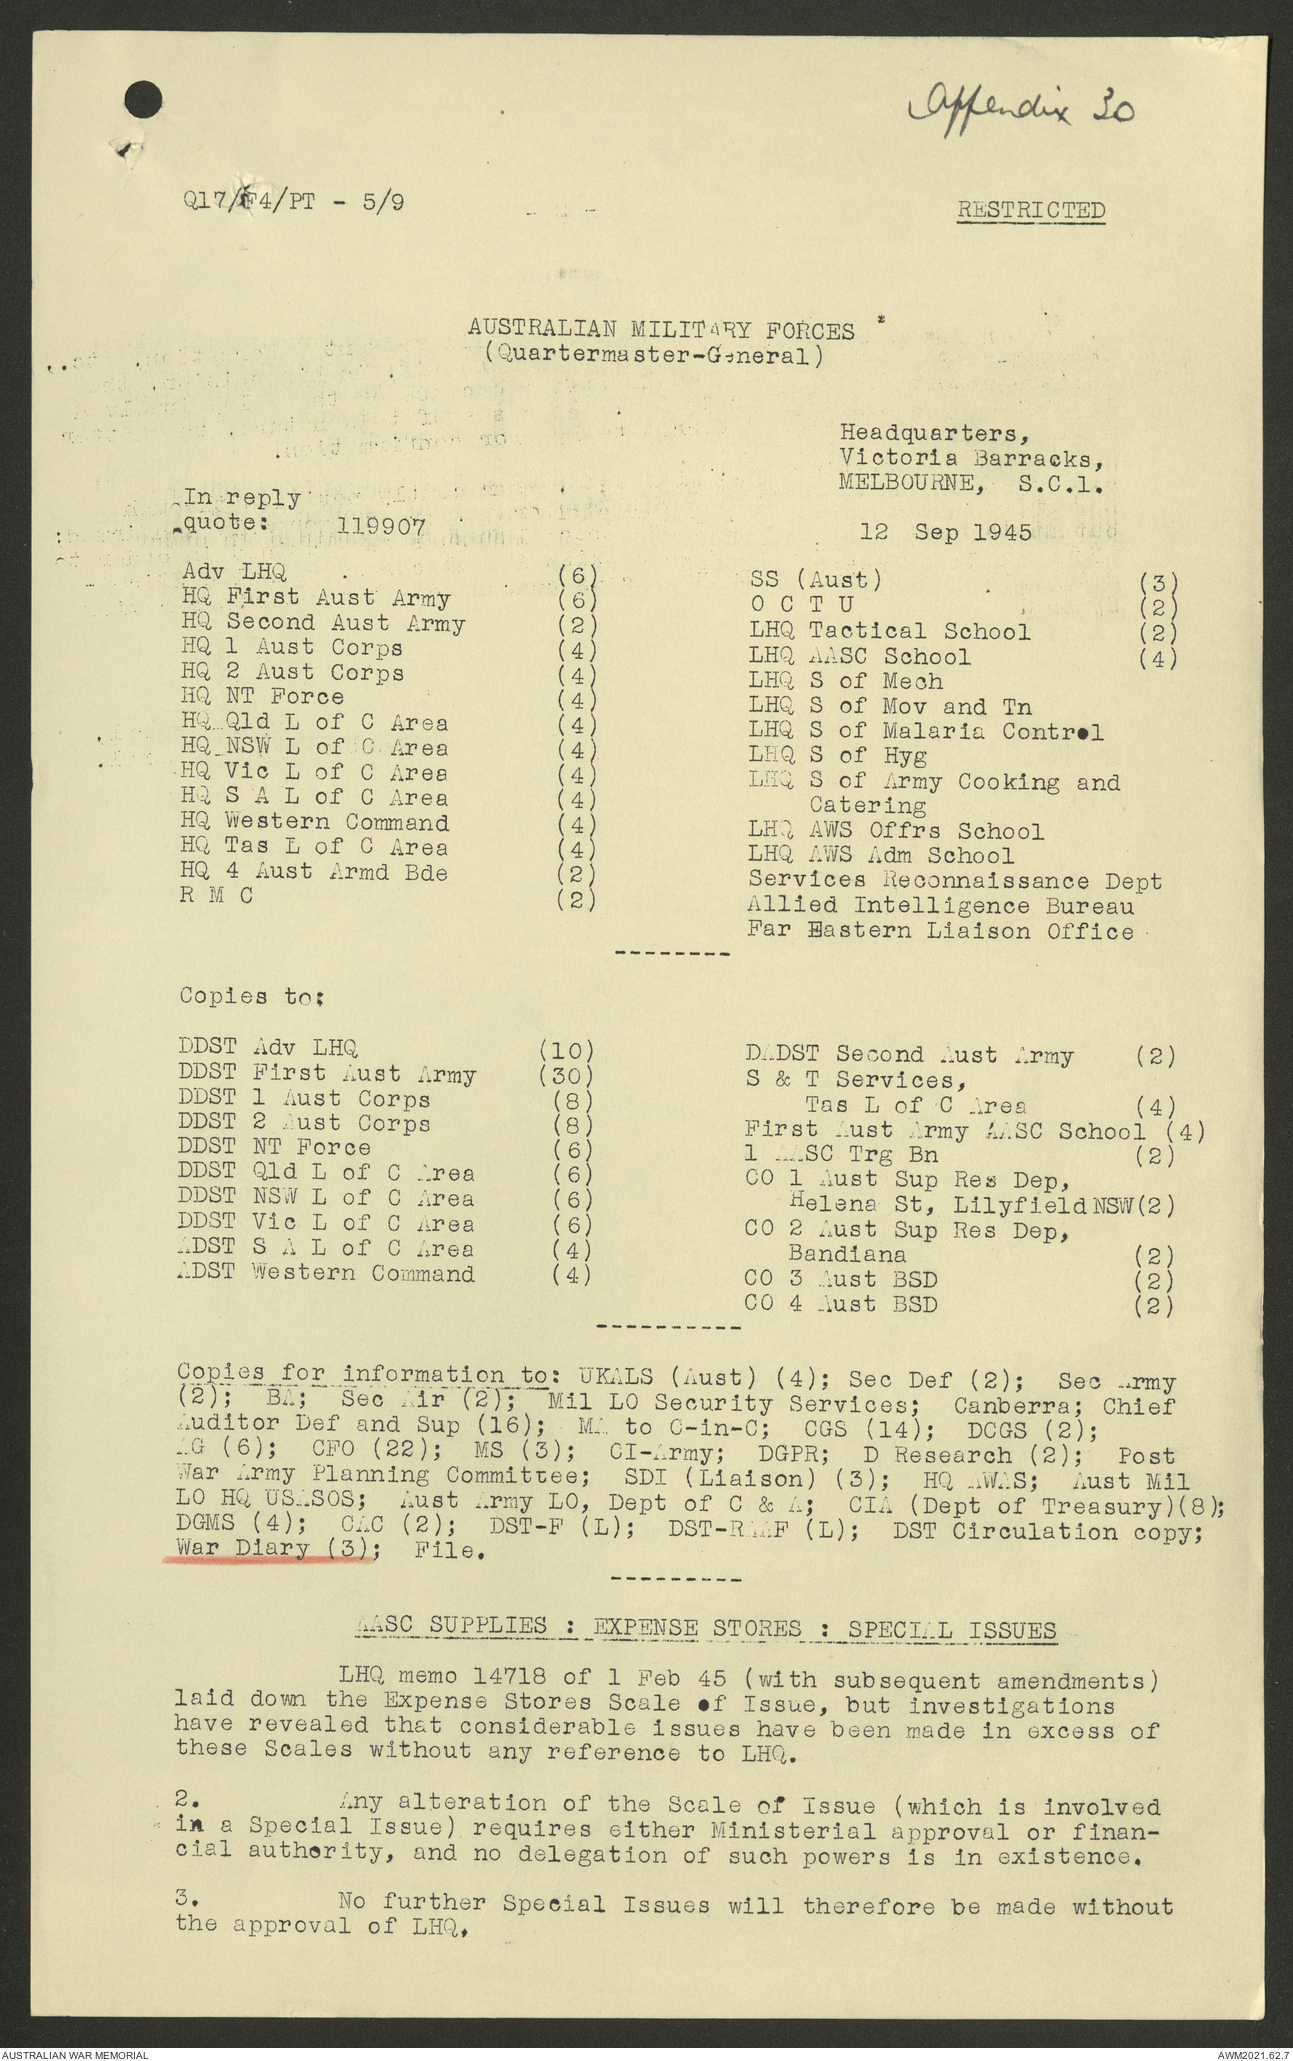 Appendix 30
Q17/F4/PT - 5/9
RESTRICTED
AUSTRALIAN MILITARY FORCES
(Quartermaster-General)
Headquarters,
Victoria Barracks,
MELBOURNE, S.C.1.
In reply
quote: 119907
12 Sep 1945
Adv LHQ (6)
HQ First Aust Army (6)
HQ Second Aust Army (2)
HQ 1 Aust Corps (4)
HQ 2 Aust Corps (4)
HQ NT Force (4)
HQ Qld L of C Area (4)
HQ NSW L of C Area (4)
HQ Vic L of C Area (4)
HQ S A L of C Area (4)
HQ Western Command (4)
HQ Tas L of C Area (4)
HQ 4 Aust Armd Bde (2)
R M C (2)
SS (Aust) (3)
O C T U (2)
LHQ Tactical School (2)
LHQ AASC School (4)
LHQ S of Mech
LHQ S of Mov and Tn
LHQ S of Malaria Control
LHQ S of Hyg
LHQ S of Army Cooking and
Catering
LHQ AWS Offrs School
LHQ AWS Adm School
Services Reconnaissance Dept
Allied Intelligence Bureau
Far Eastern Liaison Office
--------
Copies to:
DDST Adv LHQ (10)
DDST First Aust Army (30)
DDST 1 Aust Corps (8)
DDST 2 Aust Corps (8)
DDST NT Force (6)
DDST Qld L of C Area (6)
DDST NSW L of C Area (6)
DDST Vic L of C Area (6)
ADST S A L of C Area (4)
ADST Western Command (4)
DADST Second Aust Army (2)
S & T Services,
Tas L of C Area (4)
First Aust Army AASC School (4)
1 AASC Trg Bn (2)
CO 1 Aust Sup Res Dep,
Helena St, Lilyfield NSW (2)
CO 2 Aust Sup Res Dep,
Bandiana (2)
CO 3 Aust BSD (2)
CO 4 Aust BSD (2)
----------
Copies for information to: UKALS (Aust) (4); Sec Def (2); Sec Army
(2); BA; Sec Air (2); Mil LO Security Services; Canberra; Chief
Auditor Def and Sup (16); MA to C-in-C; CGS (14); DCGS (2);
AG (6); CFO (22); MS (3); CI-Army; DGPR; D Research (2); Post
War Army Planning Committee; SDI (Liaison) (3); HQ AWAS; Aust Mil
LO HQ USASOS; Aust Army LO, Dept of C & A; CIA (Dept of Treasury)(8);
DGMS (4); CAC (2); DST-F (L); DST-RAAF (L); DST Circulation copy;
War Diary (3); File.
---------
AASC SUPPLIES : EXPENSE STORES : SPECIAL ISSUES
LHQ memo 14718 of 1 Feb 45 (with subsequent amendments)
laid down the Expense Stores Scale of Issue, but investigations
have revealed that considerable issues have been made in excess of
these Scales without any reference to LHQ.
2. Any alteration of the Scale of Issue (which is involved
in a Special Issue) requires either Ministerial approval or finan-
cial authority, and no delegation of such powers is in existence.
3. No further Special Issues will therefore be made without
the approval of LHQ.
AUSTRALIAN WAR MEMORIAL
AWM2021.62.7